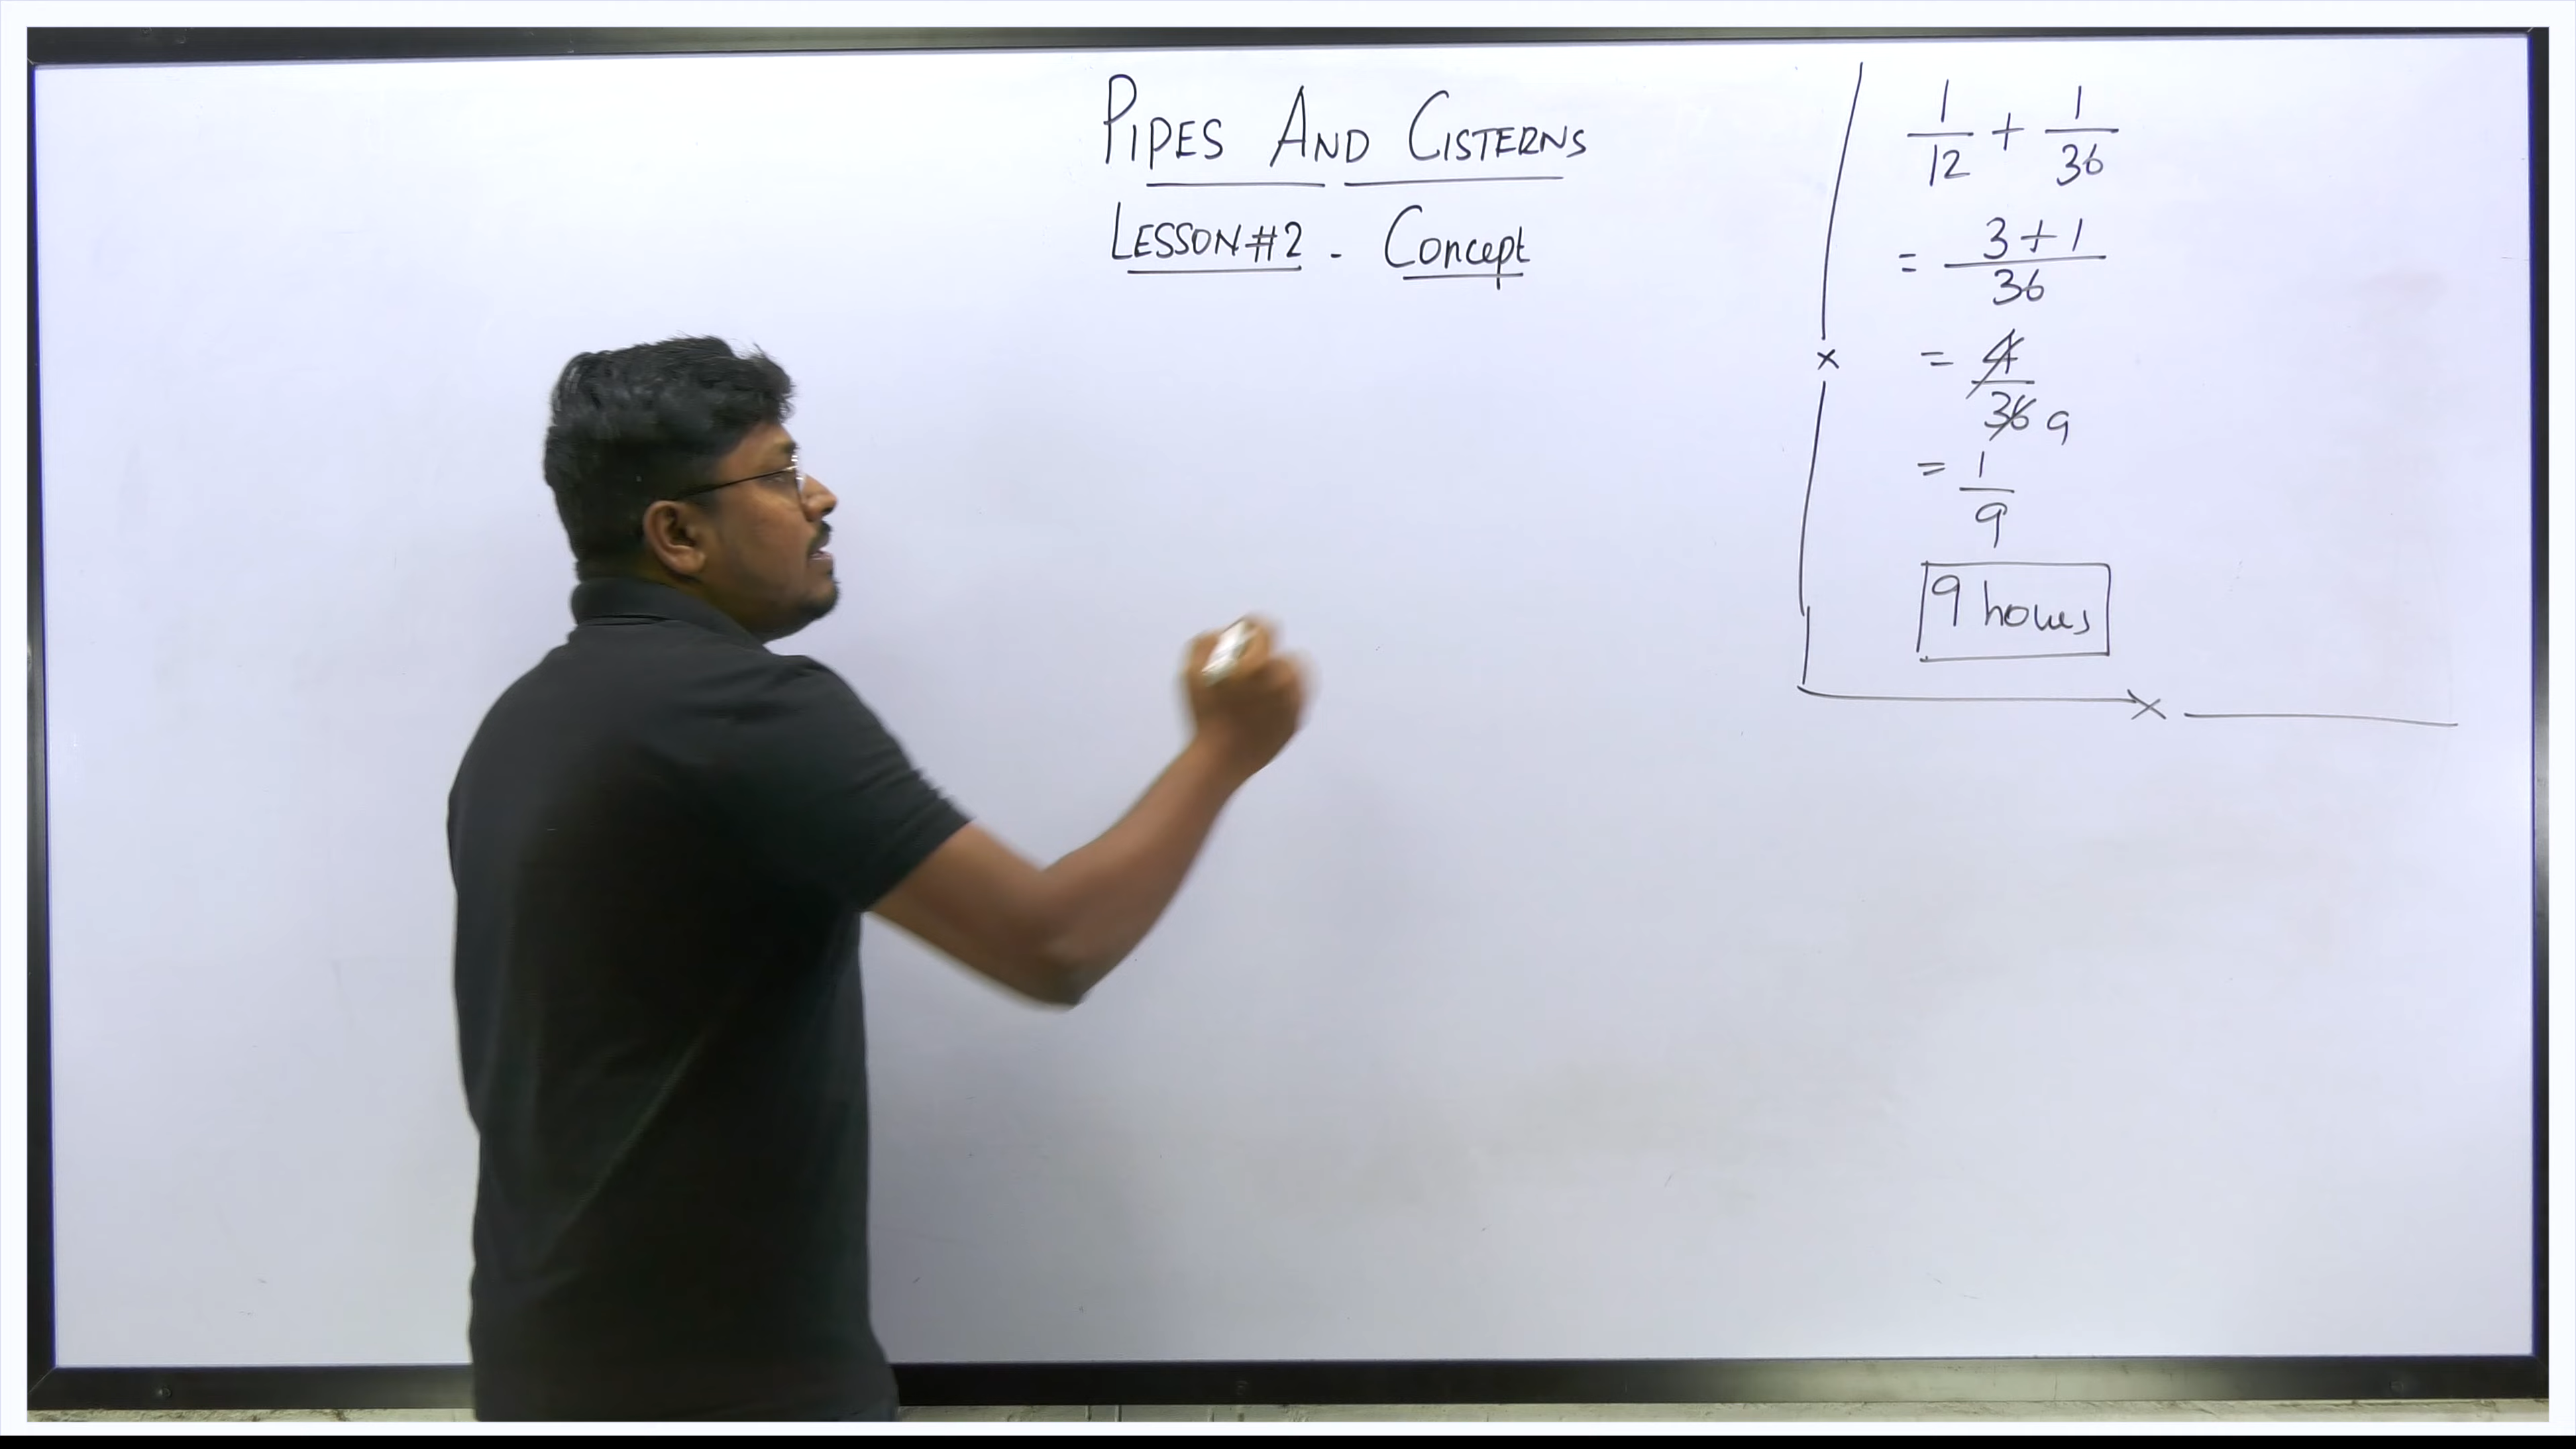 PIPES AND CISTERNS
LESSON#2 - Concept
1/12 + 1/36
= 3+1/36
= 4/36 9
= 1/9
9 hours